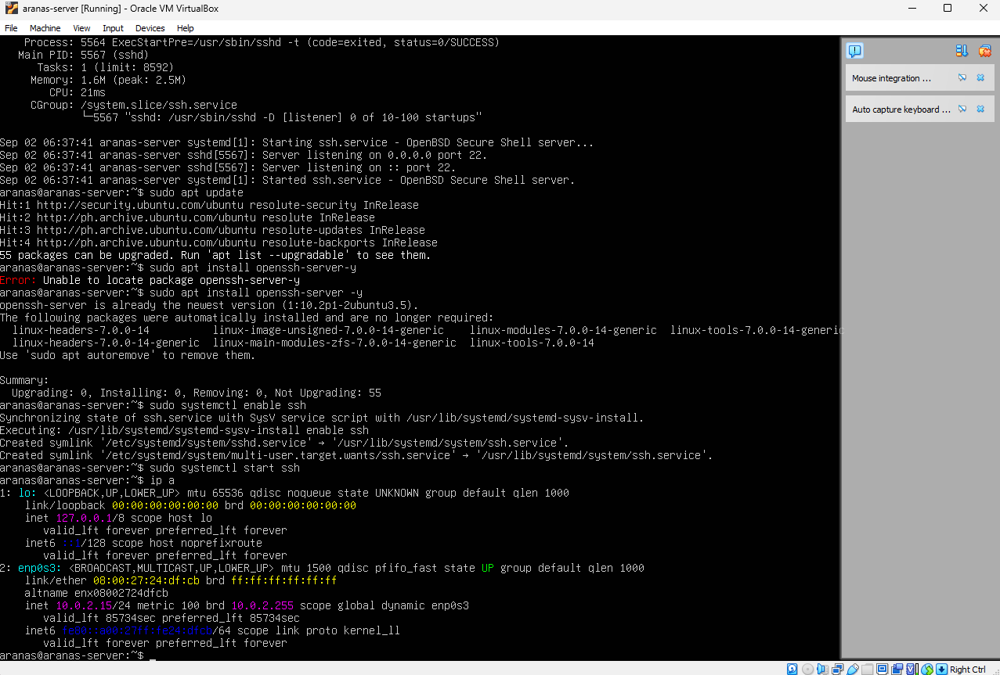 aranas-server [Running] - Oracle VM VirtualBox
File Machine View Input Devices Help
Process: 5564 ExecStartPre=/usr/sbin/sshd -t (code=exited, status=0/SUCCESS)
Main PID: 5567 (sshd)
Tasks: 1 (limit: 8592)
Memory: 1.6M (peak: 2.5M)
CPU: 21ms
CGroup: /system.slice/ssh.service
└─5567 "sshd: /usr/sbin/sshd -D [listener] 0 of 10-100 startups"
Sep 02 06:37:41 aranas-server systemd[1]: Starting ssh.service - OpenBSD Secure Shell server...
Sep 02 06:37:41 aranas-server sshd[5567]: Server listening on 0.0.0.0 port 22.
Sep 02 06:37:41 aranas-server sshd[5567]: Server listening on :: port 22.
Sep 02 06:37:41 aranas-server systemd[1]: Started ssh.service - OpenBSD Secure Shell server.
aranas@aranas-server:~$ sudo apt update
Hit:1 http://security.ubuntu.com/ubuntu resolute-security InRelease
Hit:2 http://ph.archive.ubuntu.com/ubuntu resolute InRelease
Hit:3 http://ph.archive.ubuntu.com/ubuntu resolute-updates InRelease
Hit:4 http://ph.archive.ubuntu.com/ubuntu resolute-backports InRelease
55 packages can be upgraded. Run 'apt list --upgradable' to see them.
aranas@aranas-server:~$ sudo apt install openssh-server-y
Error: Unable to locate package openssh-server-y
aranas@aranas-server:~$ sudo apt install openssh-server -y
openssh-server is already the newest version (1:10.2p1-2ubuntu3.5).
The following packages were automatically installed and are no longer required:
linux-headers-7.0.0-14 linux-image-unsigned-7.0.0-14-generic linux-modules-7.0.0-14-generic linux-tools-7.0.0-14-generic
linux-headers-7.0.0-14-generic linux-main-modules-zfs-7.0.0-14-generic linux-tools-7.0.0-14
Use 'sudo apt autoremove' to remove them.
Summary:
Upgrading: 0, Installing: 0, Removing: 0, Not Upgrading: 55
aranas@aranas-server:~$ sudo systemctl enable ssh
Synchronizing state of ssh.service with SysV service script with /usr/lib/systemd/systemd-sysv-install.
Executing: /usr/lib/systemd/systemd-sysv-install enable ssh
Created symlink '/etc/systemd/system/sshd.service' → '/usr/lib/systemd/system/ssh.service'.
Created symlink '/etc/systemd/system/multi-user.target.wants/ssh.service' → '/usr/lib/systemd/system/ssh.service'.
aranas@aranas-server:~$ sudo systemctl start ssh
aranas@aranas-server:~$ ip a
1: lo: <LOOPBACK,UP,LOWER_UP> mtu 65536 qdisc noqueue state UNKNOWN group default qlen 1000
link/loopback 00:00:00:00:00:00 brd 00:00:00:00:00:00
inet 127.0.0.1/8 scope host lo
valid_lft forever preferred_lft forever
inet6 ::1/128 scope host noprefixroute
valid_lft forever preferred_lft forever
2: enp0s3: <BROADCAST,MULTICAST,UP,LOWER_UP> mtu 1500 qdisc pfifo_fast state UP group default qlen 1000
link/ether 08:00:27:24:df:cb brd ff:ff:ff:ff:ff:ff
altname enx08002724dfcb
inet 10.0.2.15/24 metric 100 brd 10.0.2.255 scope global dynamic enp0s3
valid_lft 85734sec preferred_lft 85734sec
inet6 fe80::a00:27ff:fe24:dfcb/64 scope link proto kernel_ll
valid_lft forever preferred_lft forever
aranas@aranas-server:~$ _
Mouse integration ...
Auto capture keyboard ...
Right Ctrl